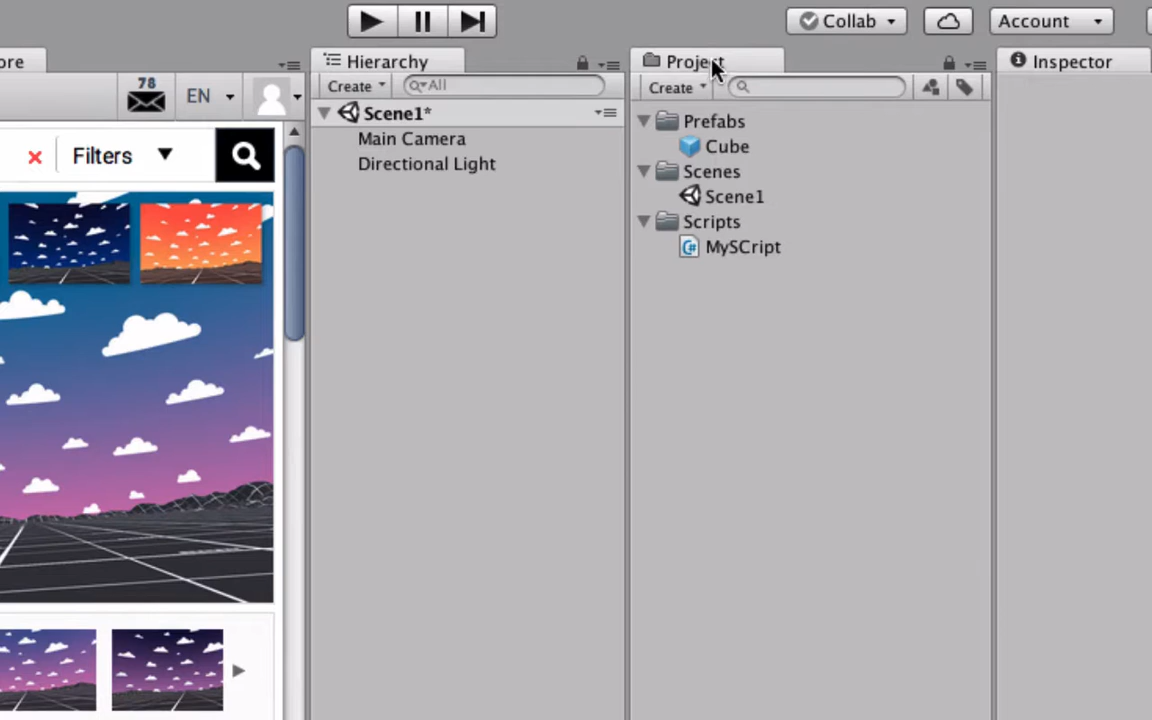 Collab
Account
ore
Hierarchy
Project
Inspector
78
EN
Create
All
Create
Scene1*
Main Camera
Directional Light
Prefabs
Cube
Scenes
Scene1
Scripts
MySCript
Filters